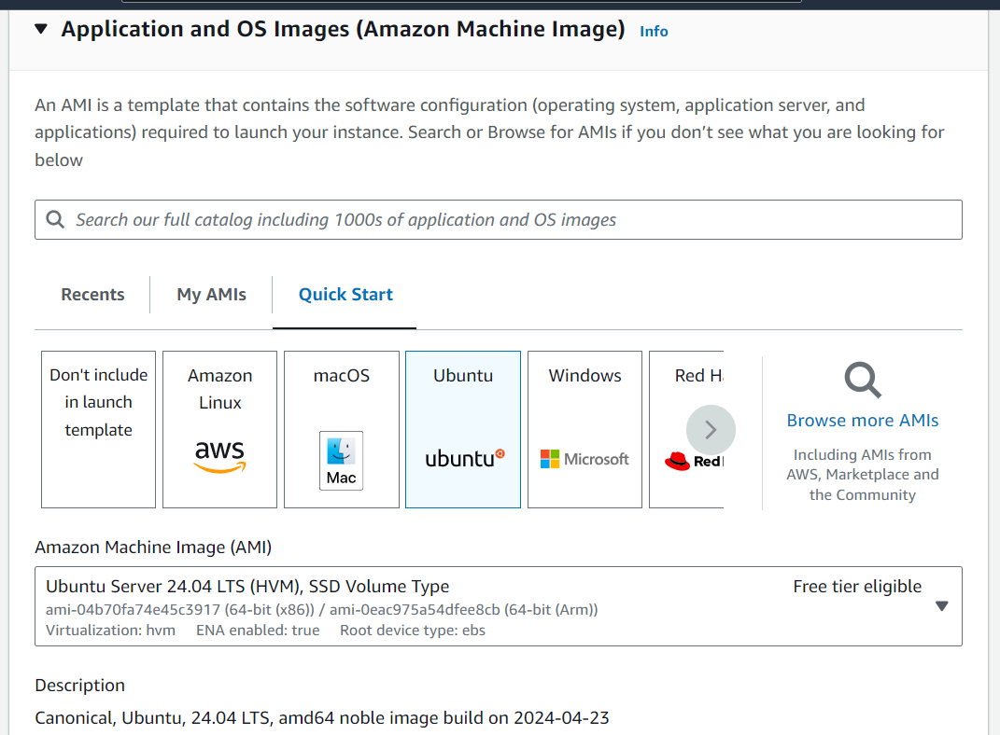 Application and OS Images (Amazon Machine Image) Info
An AMI is a template that contains the software configuration (operating system, application server, and
applications) required to launch your instance. Search or Browse for AMIs if you don’t see what you are looking for
below
Search our full catalog including 1000s of application and OS images
Recents
My AMIs
Quick Start
Don't include
in launch
template
Amazon
Linux
aws
macOS
Mac
Ubuntu
ubuntu
Windows
Microsoft
Red
Red
Browse more AMIs
Including AMIs from
AWS, Marketplace and
the Community
Amazon Machine Image (AMI)
Ubuntu Server 24.04 LTS (HVM), SSD Volume Type
Free tier eligible
ami-04b70fa74e45c3917 (64-bit (x86)) / ami-0eac975a54dfee8cb (64-bit (Arm))
Virtualization: hvm ENA enabled: true Root device type: ebs
Description
Canonical, Ubuntu, 24.04 LTS, amd64 noble image build on 2024-04-23